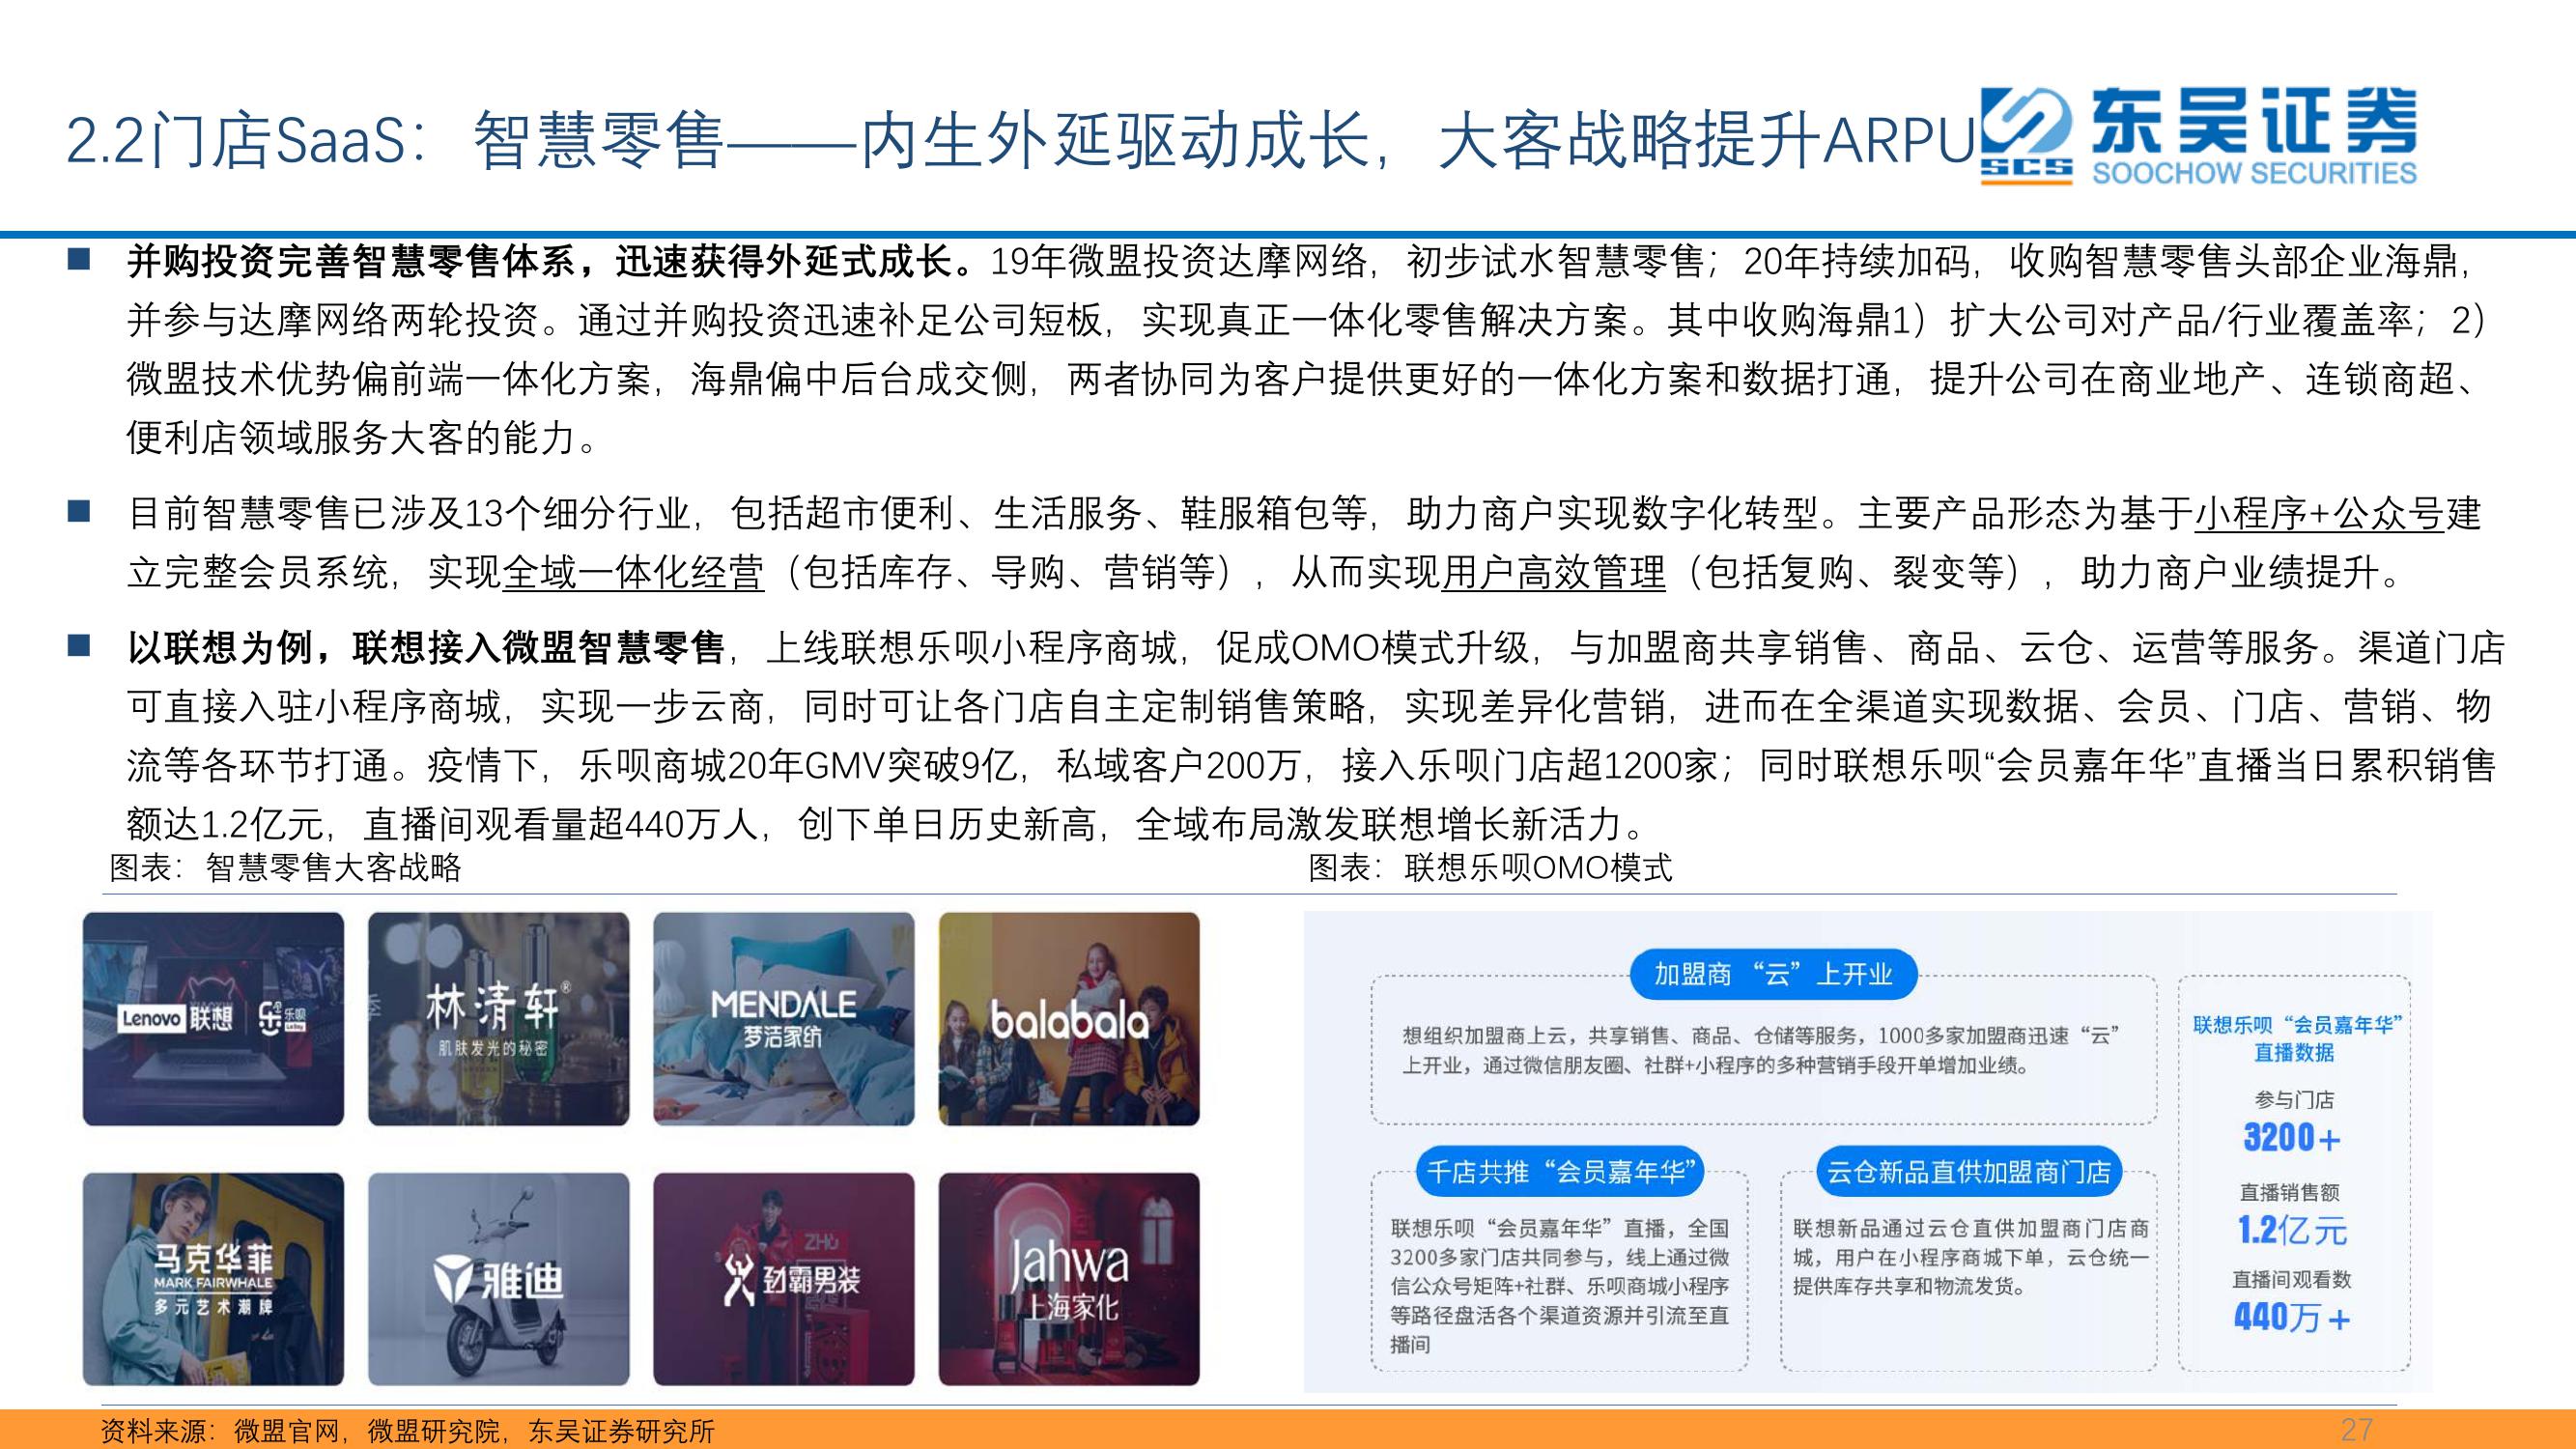 2.2门店SaaS：智慧零售——内生外延驱动成长，大客战略提升ARPU
SCS
东吴证券
SOOCHOW SECURITIES
■ 并购投资完善智慧零售体系，迅速获得外延式成长。19年微盟投资达摩网络，初步试水智慧零售；20年持续加码，收购智慧零售头部企业海鼎，
并参与达摩网络两轮投资。通过并购投资迅速补足公司短板，实现真正一体化零售解决方案。其中收购海鼎1）扩大公司对产品/行业覆盖率；2）
微盟技术优势偏前端一体化方案，海鼎偏中后台成交侧，两者协同为客户提供更好的一体化方案和数据打通，提升公司在商业地产、连锁商超、
便利店领域服务大客的能力。
■ 目前智慧零售已涉及13个细分行业，包括超市便利、生活服务、鞋服箱包等，助力商户实现数字化转型。主要产品形态为基于小程序+公众号建
立完整会员系统，实现全域一体化经营（包括库存、导购、营销等），从而实现用户高效管理（包括复购、裂变等），助力商户业绩提升。
■ 以联想为例，联想接入微盟智慧零售，上线联想乐呗小程序商城，促成OMO模式升级，与加盟商共享销售、商品、云仓、运营等服务。渠道门店
可直接入驻小程序商城，实现一步云商，同时可让各门店自主定制销售策略，实现差异化营销，进而在全渠道实现数据、会员、门店、营销、物
流等各环节打通。疫情下，乐呗商城20年GMV突破9亿，私域客户200万，接入乐呗门店超1200家；同时联想乐呗“会员嘉年华”直播当日累积销售
额达1.2亿元，直播间观看量超440万人，创下单日历史新高，全域布局激发联想增长新活力。
图表：智慧零售大客战略
Lenovo 联想 乐呗
林清轩®
肌肤发光的秘密
MENDALE
梦洁家纺
balabala
马克华菲
MARK FAIRWHALE
多元艺术潮牌
雅迪
ZHU
劲霸男装
Jahwa
上海家化
图表：联想乐呗OMO模式
加盟商 “云” 上开业
想组织加盟商上云，共享销售、商品、仓储等服务，1000多家加盟商迅速“云”
上开业，通过微信朋友圈、社群+小程序的多种营销手段开单增加业绩。
千店共推“会员嘉年华”
联想乐呗“会员嘉年华”直播，全国
3200多家门店共同参与，线上通过微
信公众号矩阵+社群、乐呗商城小程序
等路径盘活各个渠道资源并引流至直
播间
云仓新品直供加盟商门店
联想新品通过云仓直供加盟商门店商
城，用户在小程序商城下单，云仓统一
提供库存共享和物流发货。
联想乐呗“会员嘉年华”
直播数据
参与门店
3200+
直播销售额
1.2亿元
直播间观看数
440万+
资料来源：微盟官网，微盟研究院，东吴证券研究所
27